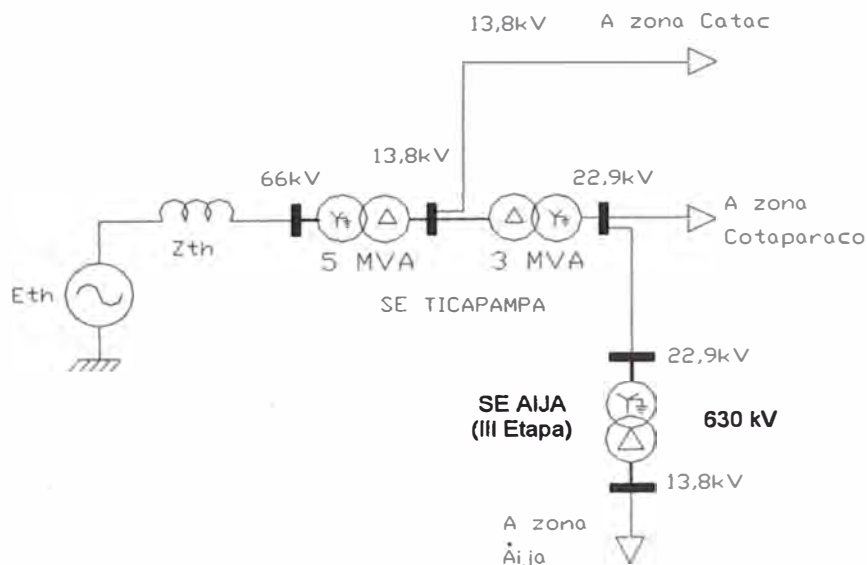 13,8kV
A zona Catac
13,8kV
66kV
22,9kV
A zona
Cotaparaco
Zth
5 MVA
3 MVA
Eth
SE TICAPAMPA
22,9kV
SE AIJA
(III Etapa)
630 kV
13,8kV
A zona
Aija